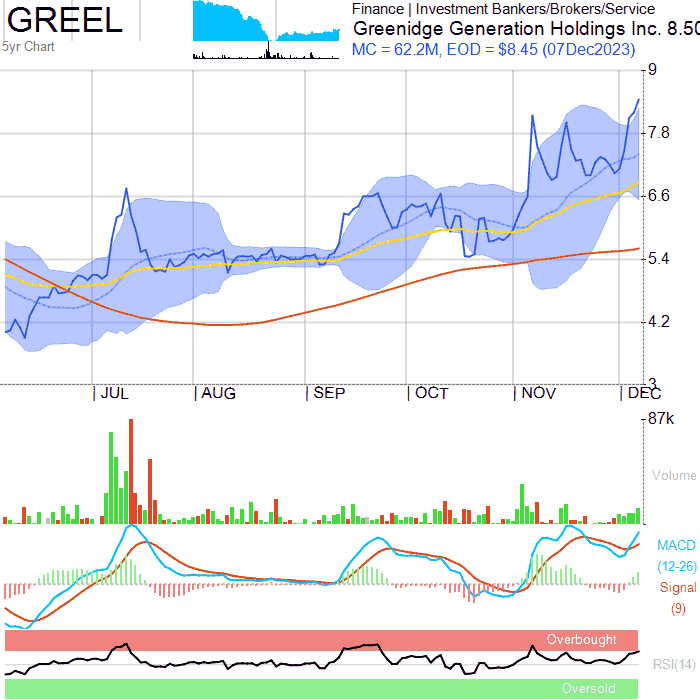 GREEL
5yr Chart
Finance | Investment Bankers/Brokers/Service
Greenidge Generation Holdings Inc. 8.50
MC = 62.2M, EOD = $8.45 (07Dec2023)
9
7.8
6.6
5.4
4.2
3
JUL AUG SEP OCT NOV DEC
87k
Volume
MACD
(12-26)
Signal
(9)
Overbought
RSI(14)
Oversold